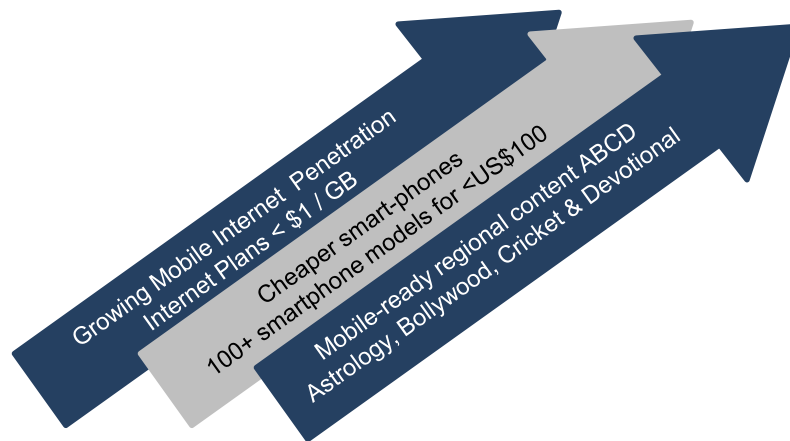 Growing Mobile Internet  Penetration
Internet Plans < $1 / GB
Cheaper smart-phones
100+ smartphone models for <US$100
Mobile-ready regional content ABCD
Astrology, Bollywood, Cricket & Devotional